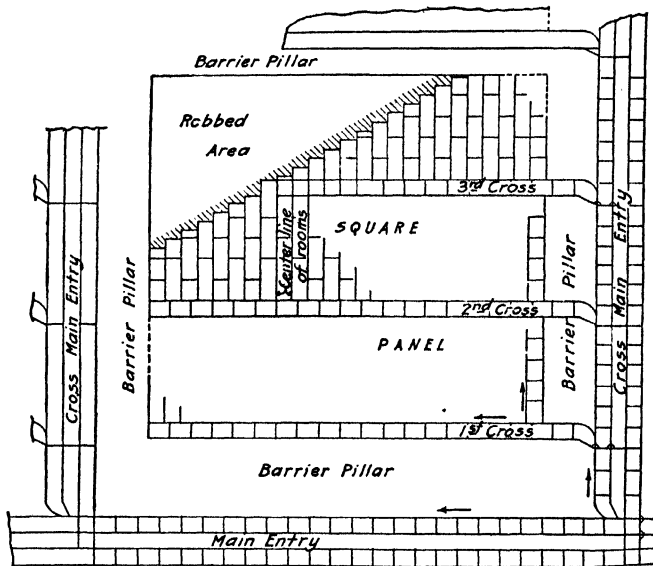 Barrier Pillar
Robbed
Area
3rd Cross
SQUARE
Center line
of rooms
Cross Main Entry
Barrier Pillar
Barrier Pillar
Cross Main Entry
2nd Cross
PANEL
1st Cross
Barrier Pillar
Main Entry